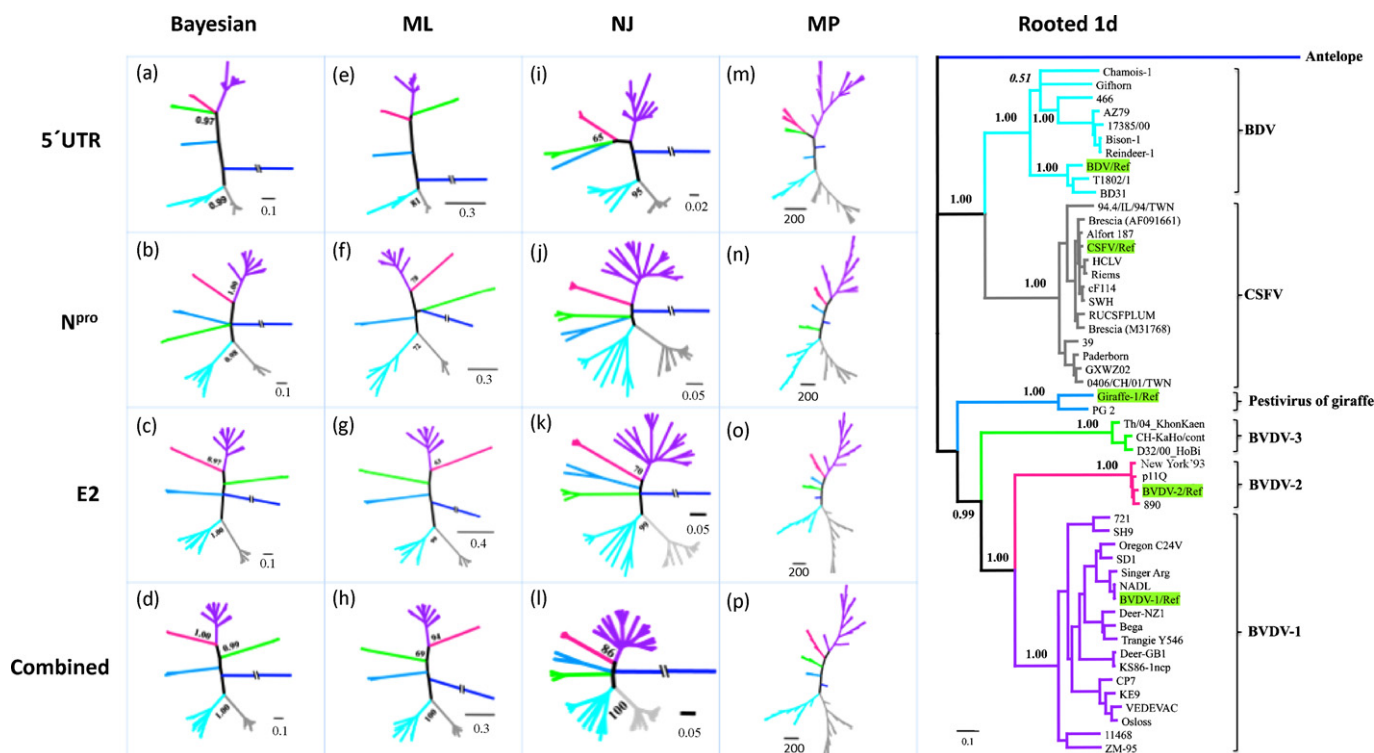 Bayesian ML NJ MP Rooted 1d
5´UTR
(a) 0.97 0.99 0.1
(e) 81 0.3
(i) 65 95 0.02
(m) 200
Npro
(b) 1.00 0.98 0.1
(f) 79 72 0.3
(j) 0.05
(n) 200
E2
(c) 0.97 1.00 0.1
(g) 63 99 0.4
(k) 70 99 0.05
(o) 200
Combined
(d) 1.00 0.99 1.00 0.1
(h) 94 69 100 0.3
(l) 86 100 0.05
(p) 200
Antelope
0.51 Chamois-1
Gifhorn
1.00 466
1.00 AZ79
17385/00
Bison-1
Reindeer-1
BDV
1.00 BDV/Ref
T1802/1
BD31
1.00
94.4/IL/94/TWN
Brescia (AF091661)
Alfort 187
CSFV/Ref
HCLV
1.00 Riems
cF114
CSFV
SWH
RUCSFPLUM
Brescia (M31768)
39
Paderborn
GXWZ02
0406/CH/01/TWN
1.00 Giraffe-1/Ref
Pestivirus of giraffe
PG 2
1.00 Th/04_KhonKaen
CH-KaHo/cont
BVDV-3
D32/00_HoBi
1.00 New York'93
p11Q
BVDV-2
BVDV-2/Ref
890
0.99
721
SH9
Oregon C24V
SD1
1.00
Singer Arg
NADL
BVDV-1/Ref
Deer-NZ1
Bega
Trangie Y546
BVDV-1
Deer-GB1
1.00 KS86-1ncp
CP7
KE9
VEDEVAC
Osloss
11468
0.1 ZM-95